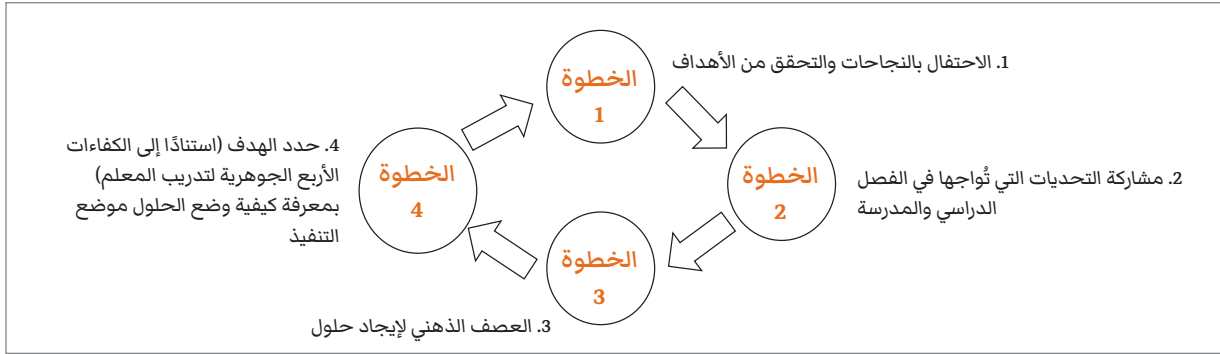 الخطوة
1
1. الاحتفال بالنجاحات والتحقق من الأهداف
الخطوة
2
2. مشاركة التحديات التي تُواجهها في الفصل
الدراسي والمدرسة
الخطوة
3
3. العصف الذهني لإيجاد حلول
الخطوة
4
4. حدد الهدف (استنادًا إلى الكفاءات
الأربع الجوهرية لتدريب المعلم)
بمعرفة كيفية وضع الحلول موضع
التنفيذ